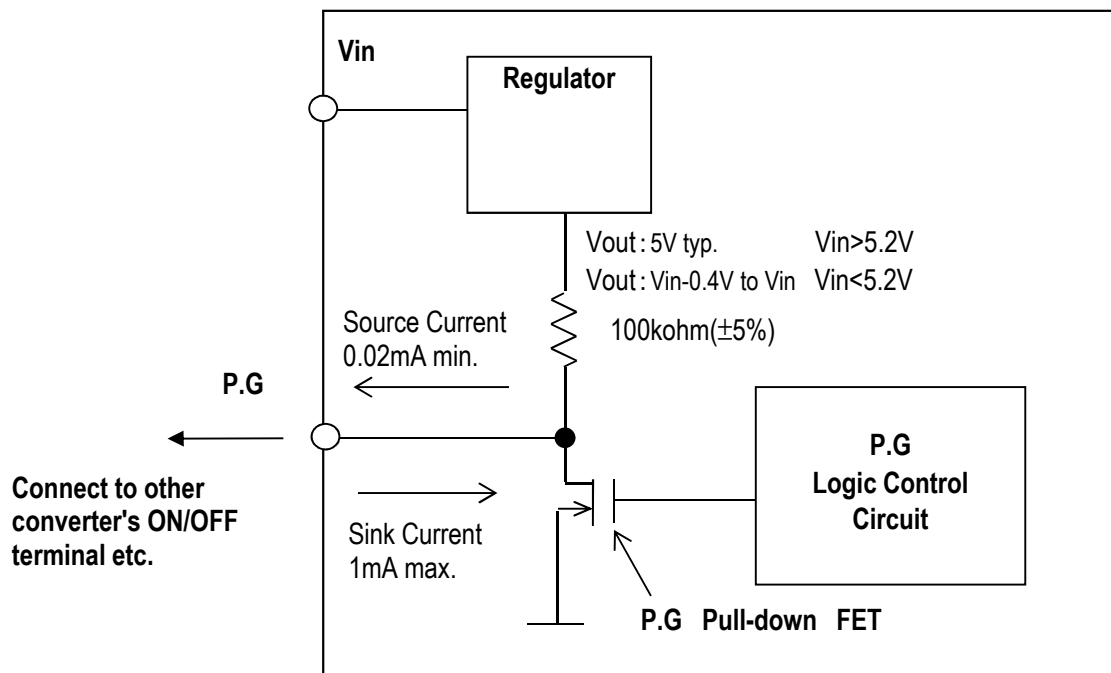 Vin
Regulator
Vout : 5V typ. Vin>5.2V
Vout : Vin-0.4V to Vin Vin<5.2V
100kohm(±5%)
Source Current
0.02mA min.
P.G
Connect to other
converter's ON/OFF
terminal etc.
Sink Current
1mA max.
P.G
Logic Control
Circuit
P.G Pull-down FET